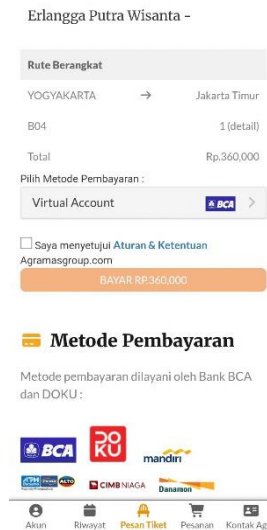 Erlangga Putra Wisanta -
Rute Berangkat
YOGYAKARTA → Jakarta Timur
B04 1 (detail)
Total Rp.360,000
Pilih Metode Pembayaran :
Virtual Account BCA
Saya menyetujui Aturan & Ketentuan
Agramasgroup.com
BAYAR RP.360,000
Metode Pembayaran
Metode pembayaran dilayani oleh Bank BCA
dan DOKU :
BCA DOKU mandiri
ALTO CIMB NIAGA Danamon
Akun Riwayat Pesan Tiket Pesanan Kontak Ag